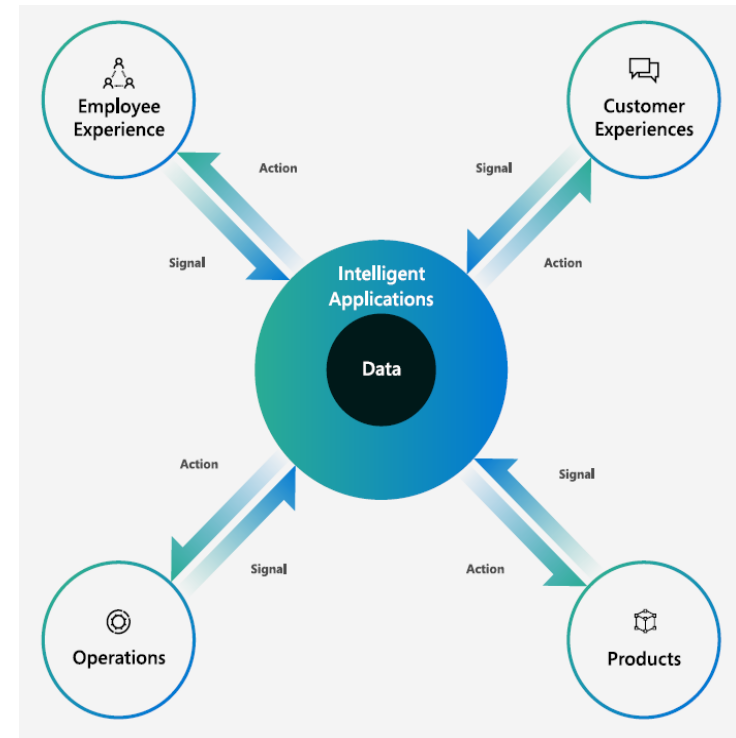 Employee
Experience
Customer
Experiences
Action
Signal
Signal
Action
Intelligent
Applications
Data
Action
Signal
Signal
Action
Operations
Products